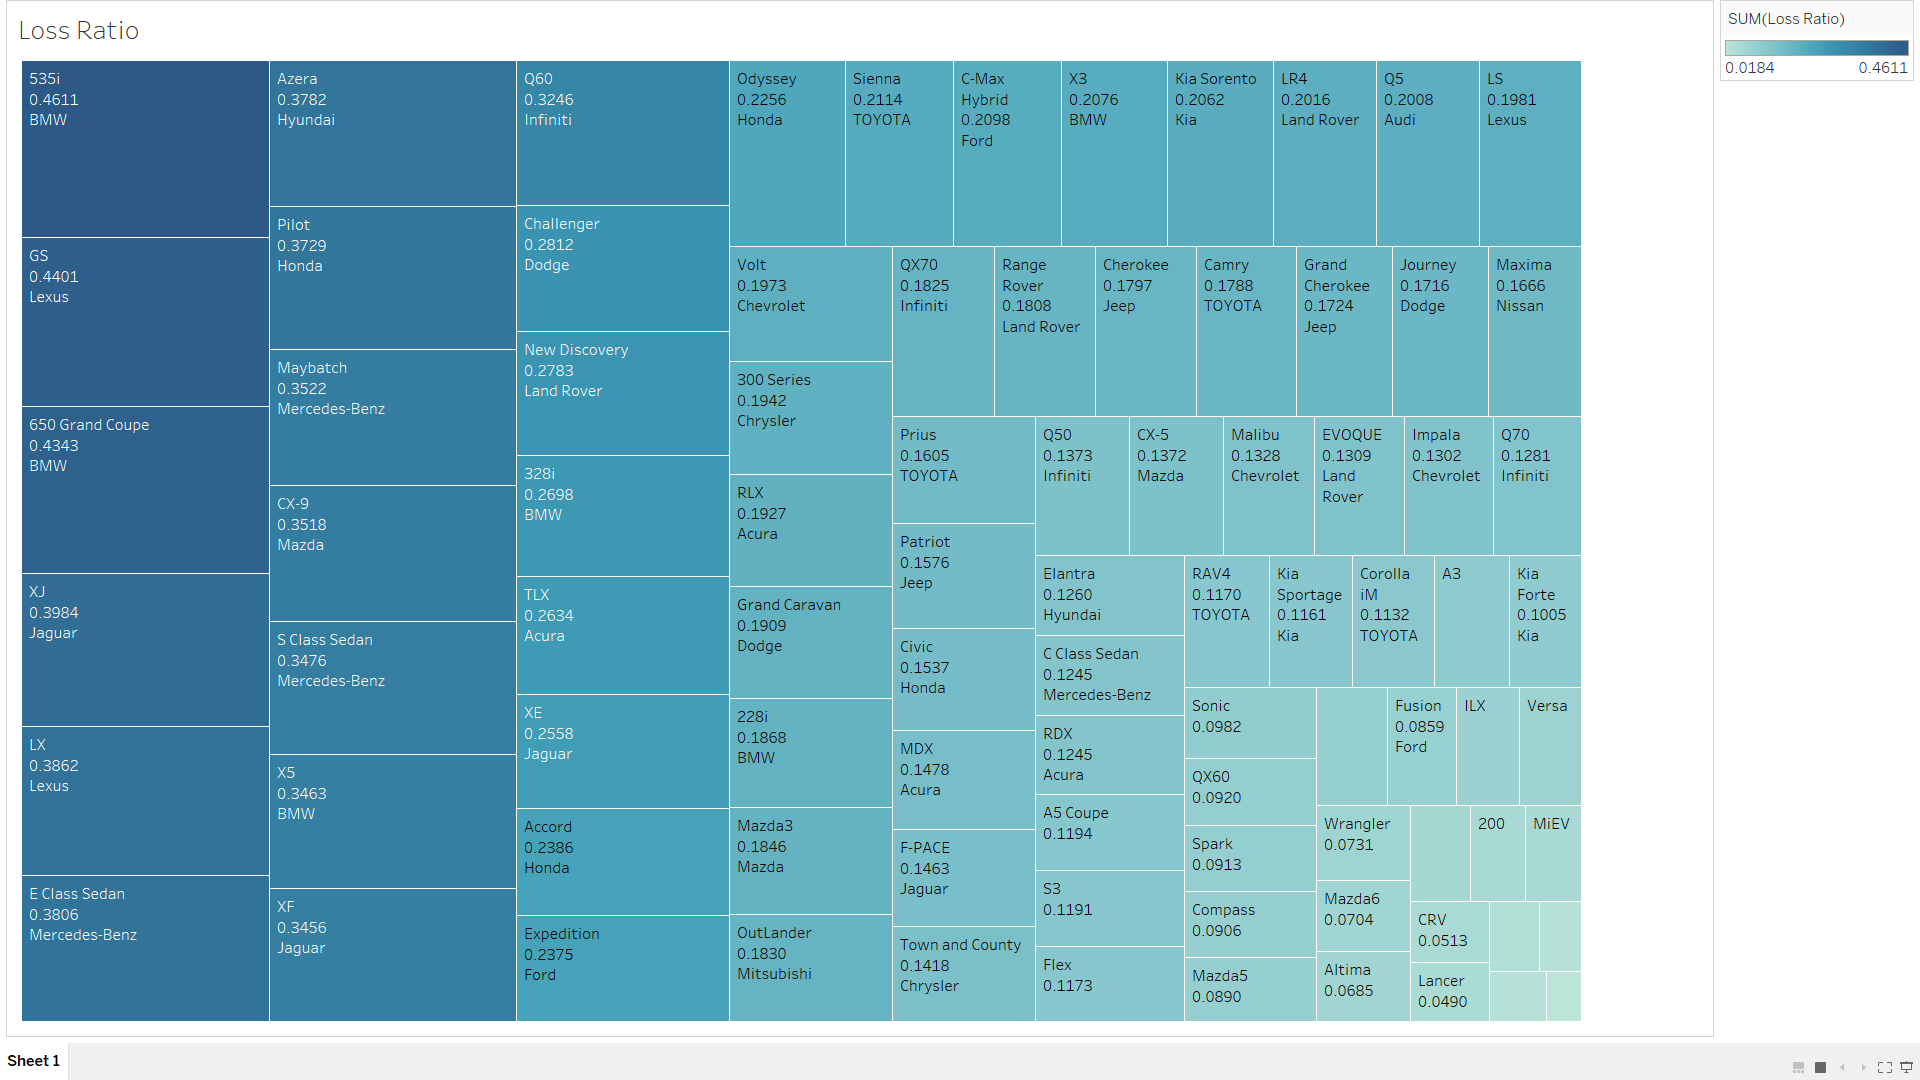 Loss Ratio
535i
0.4611
BMW
GS
0.4401
Lexus
650 Grand Coupe
0.4343
BMW
XJ
0.3984
Jaguar
LX
0.3862
Lexus
E Class Sedan
0.3806
Mercedes-Benz
Azera
0.3782
Hyundai
Pilot
0.3729
Honda
Maybatch
0.3522
Mercedes-Benz
CX-9
0.3518
Mazda
S Class Sedan
0.3476
Mercedes-Benz
X5
0.3463
BMW
XF
0.3456
Jaguar
Q60
0.3246
Infiniti
Challenger
0.2812
Dodge
New Discovery
0.2783
Land Rover
328i
0.2698
BMW
TLX
0.2634
Acura
XE
0.2558
Jaguar
Accord
0.2386
Honda
Expedition
0.2375
Ford
Odyssey
0.2256
Honda
Sienna
0.2114
TOYOTA
C-Max
Hybrid
0.2098
Ford
X3
0.2076
BMW
Kia Sorento
0.2062
Kia
LR4
0.2016
Land Rover
Q5
0.2008
Audi
LS
0.1981
Lexus
Volt
0.1973
Chevrolet
300 Series
0.1942
Chrysler
RLX
0.1927
Acura
Grand Caravan
0.1909
Dodge
228i
0.1868
BMW
Mazda3
0.1846
Mazda
OutLander
0.1830
Mitsubishi
QX70
0.1825
Infiniti
Range
Rover
0.1808
Land Rover
Cherokee
0.1797
Jeep
Camry
0.1788
TOYOTA
Grand
Cherokee
0.1724
Jeep
Journey
0.1716
Dodge
Maxima
0.1666
Nissan
Prius
0.1605
TOYOTA
Patriot
0.1576
Jeep
Civic
0.1537
Honda
MDX
0.1478
Acura
F-PACE
0.1463
Jaguar
Town and County
0.1418
Chrysler
Q50
0.1373
Infiniti
CX-5
0.1372
Mazda
Malibu
0.1328
Chevrolet
EVOQUE
0.1309
Land
Rover
Impala
0.1302
Chevrolet
Q70
0.1281
Infiniti
Elantra
0.1260
Hyundai
C Class Sedan
0.1245
Mercedes-Benz
RDX
0.1245
Acura
A5 Coupe
0.1194
S3
0.1191
Flex
0.1173
RAV4
0.1170
TOYOTA
Kia
Sportage
0.1161
Kia
Corolla
iM
0.1132
TOYOTA
A3
Kia
Forte
0.1005
Kia
Sonic
0.0982
QX60
0.0920
Spark
0.0913
Compass
0.0906
Mazda5
0.0890
Fusion
0.0859
Ford
ILX
Versa
Wrangler
0.0731
Mazda6
0.0704
Altima
0.0685
200
MiEV
CRV
0.0513
Lancer
0.0490
SUM(Loss Ratio)
0.0184
0.4611
Sheet 1